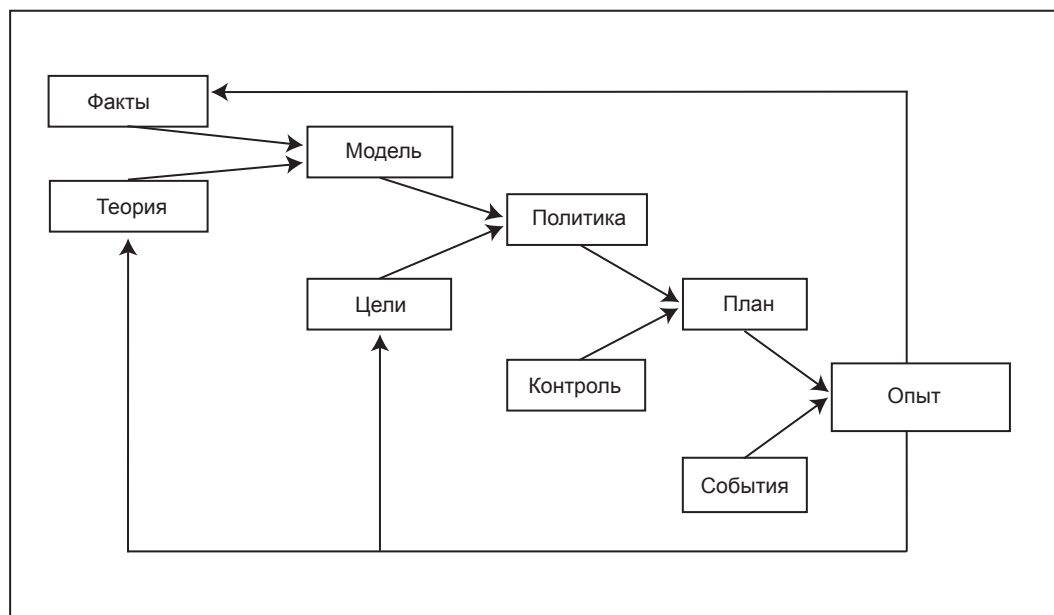 Факты
Модель
Теория
Политика
Цели
План
Контроль
Опыт
События